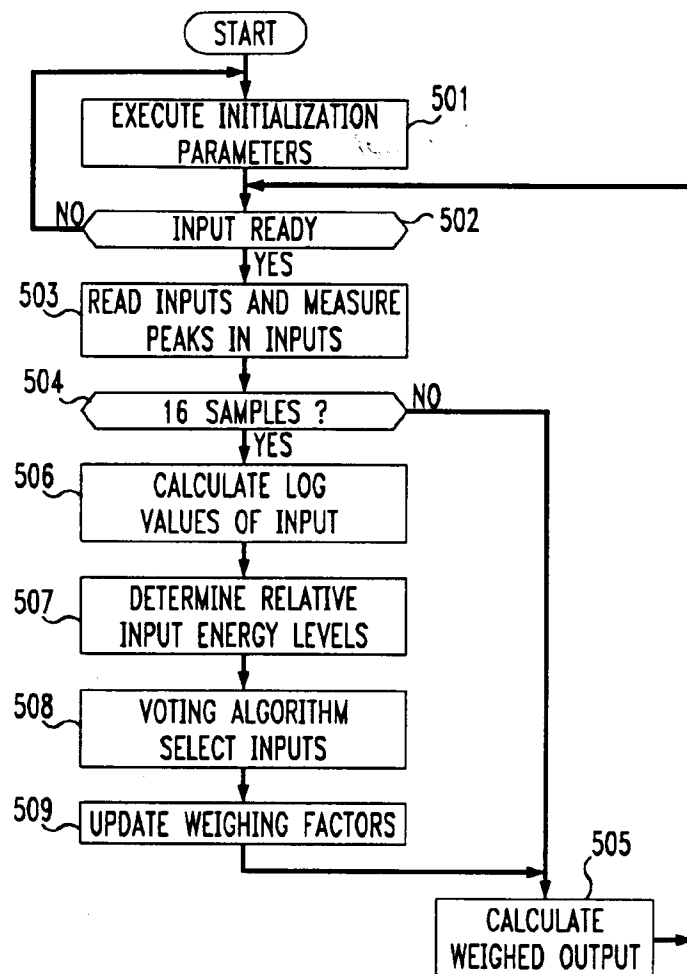 START
EXECUTE INITIALIZATION
PARAMETERS
501
NO
INPUT READY
502
YES
503
READ INPUTS AND MEASURE
PEAKS IN INPUTS
504
16 SAMPLES ?
NO
YES
506
CALCULATE LOG
VALUES OF INPUT
507
DETERMINE RELATIVE
INPUT ENERGY LEVELS
508
VOTING ALGORITHM
SELECT INPUTS
509
UPDATE WEIGHING FACTORS
505
CALCULATE
WEIGHED OUTPUT